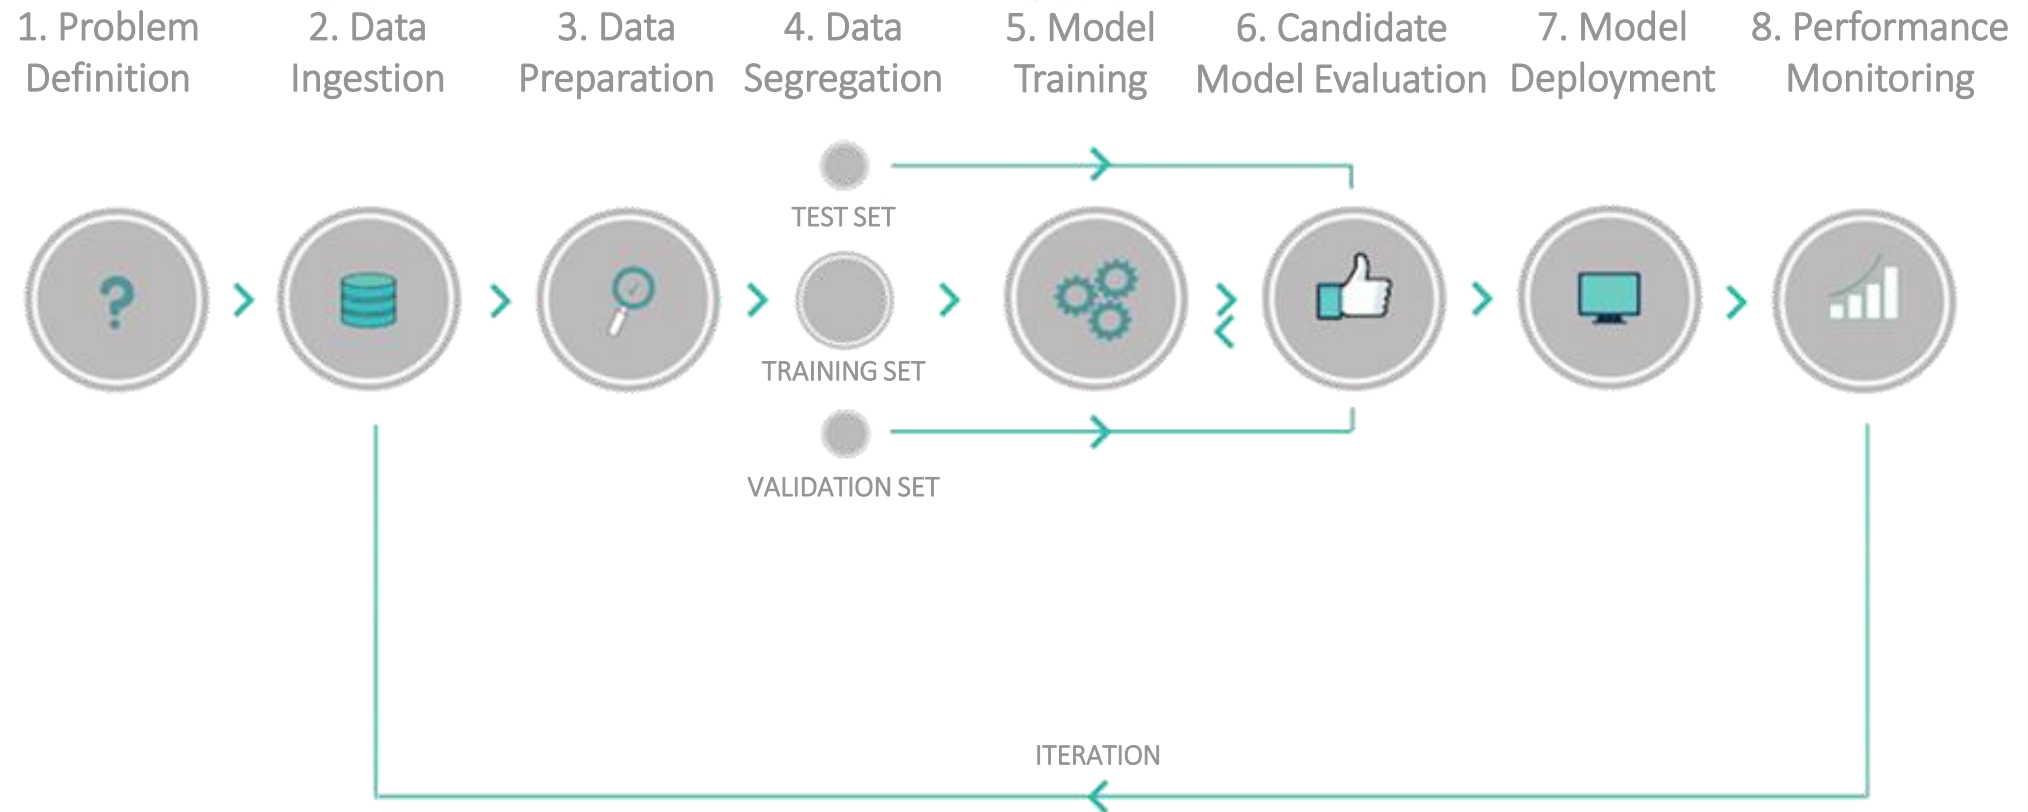 1. Problem
Definition
2. Data
Ingestion
3. Data
Preparation
4. Data
Segregation
5. Model
Training
6. Candidate
Model Evaluation
7. Model
Deployment
8. Performance
Monitoring
TEST SET
TRAINING SET
VALIDATION SET
ITERATION